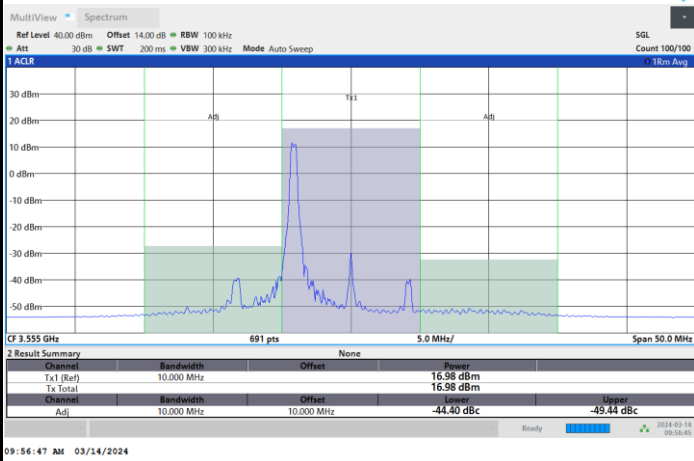 MultiView Spectrum
Ref Level 40.00 dBm Offset 14.00 dB RBW 100 kHz SGL
Att 30 dB SWT 200 ms VBW 300 kHz Mode Auto Sweep Count 100/100
1 ACLR 1Rm Avg
30 dBm
Tx1
20 dBm
Adj Adj
10 dBm
0 dBm
-10 dBm
-20 dBm
-30 dBm
-40 dBm
-50 dBm
CF 3.555 GHz 691 pts 5.0 MHz/ Span 50.0 MHz
2 Result Summary None
Channel Bandwidth Offset Power
Tx1 (Ref) 10.000 MHz 16.98 dBm
Tx Total 16.98 dBm
Channel Bandwidth Offset Lower Upper
Adj 10.000 MHz 10.000 MHz -44.40 dBc -49.44 dBc
Ready 2024-03-14
09:56:45
09:56:47 AM 03/14/2024